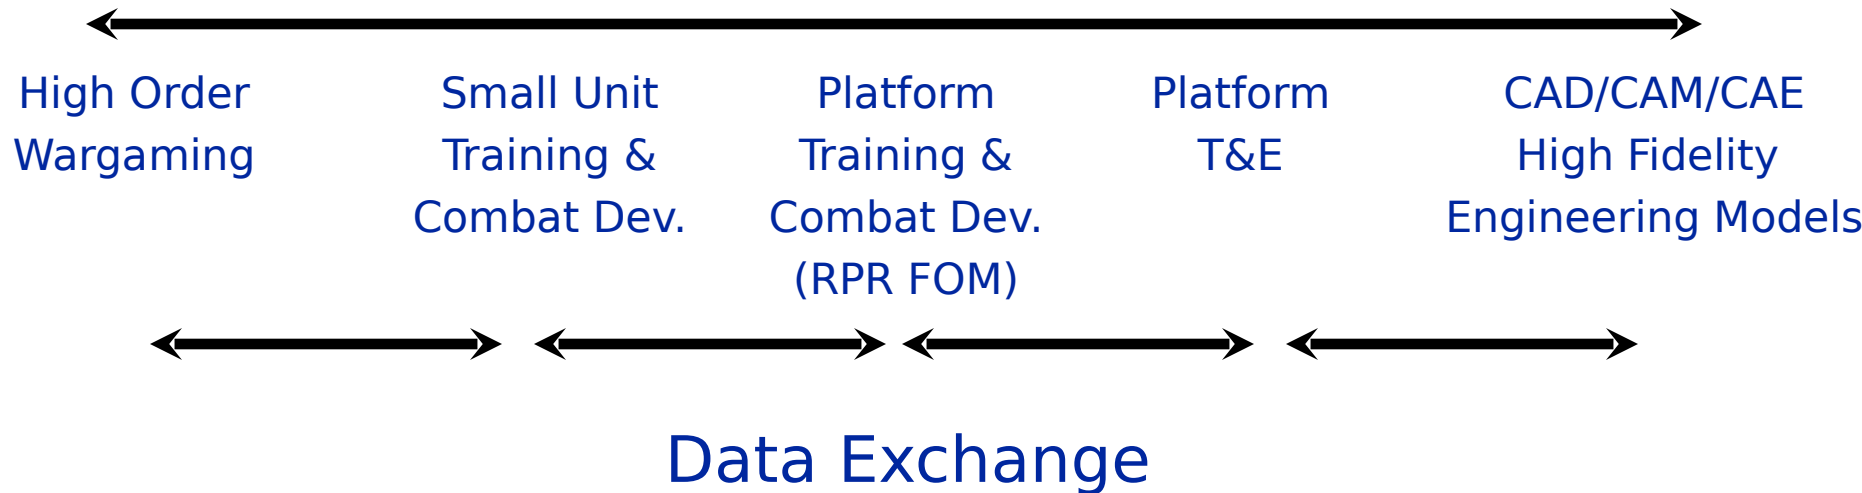 High Order
Wargaming
Small Unit
Training &
Combat Dev.
Platform
Training &
Combat Dev.
(RPR FOM)
Platform
T&E
CAD/CAM/CAE
High Fidelity
Engineering Models
Data Exchange